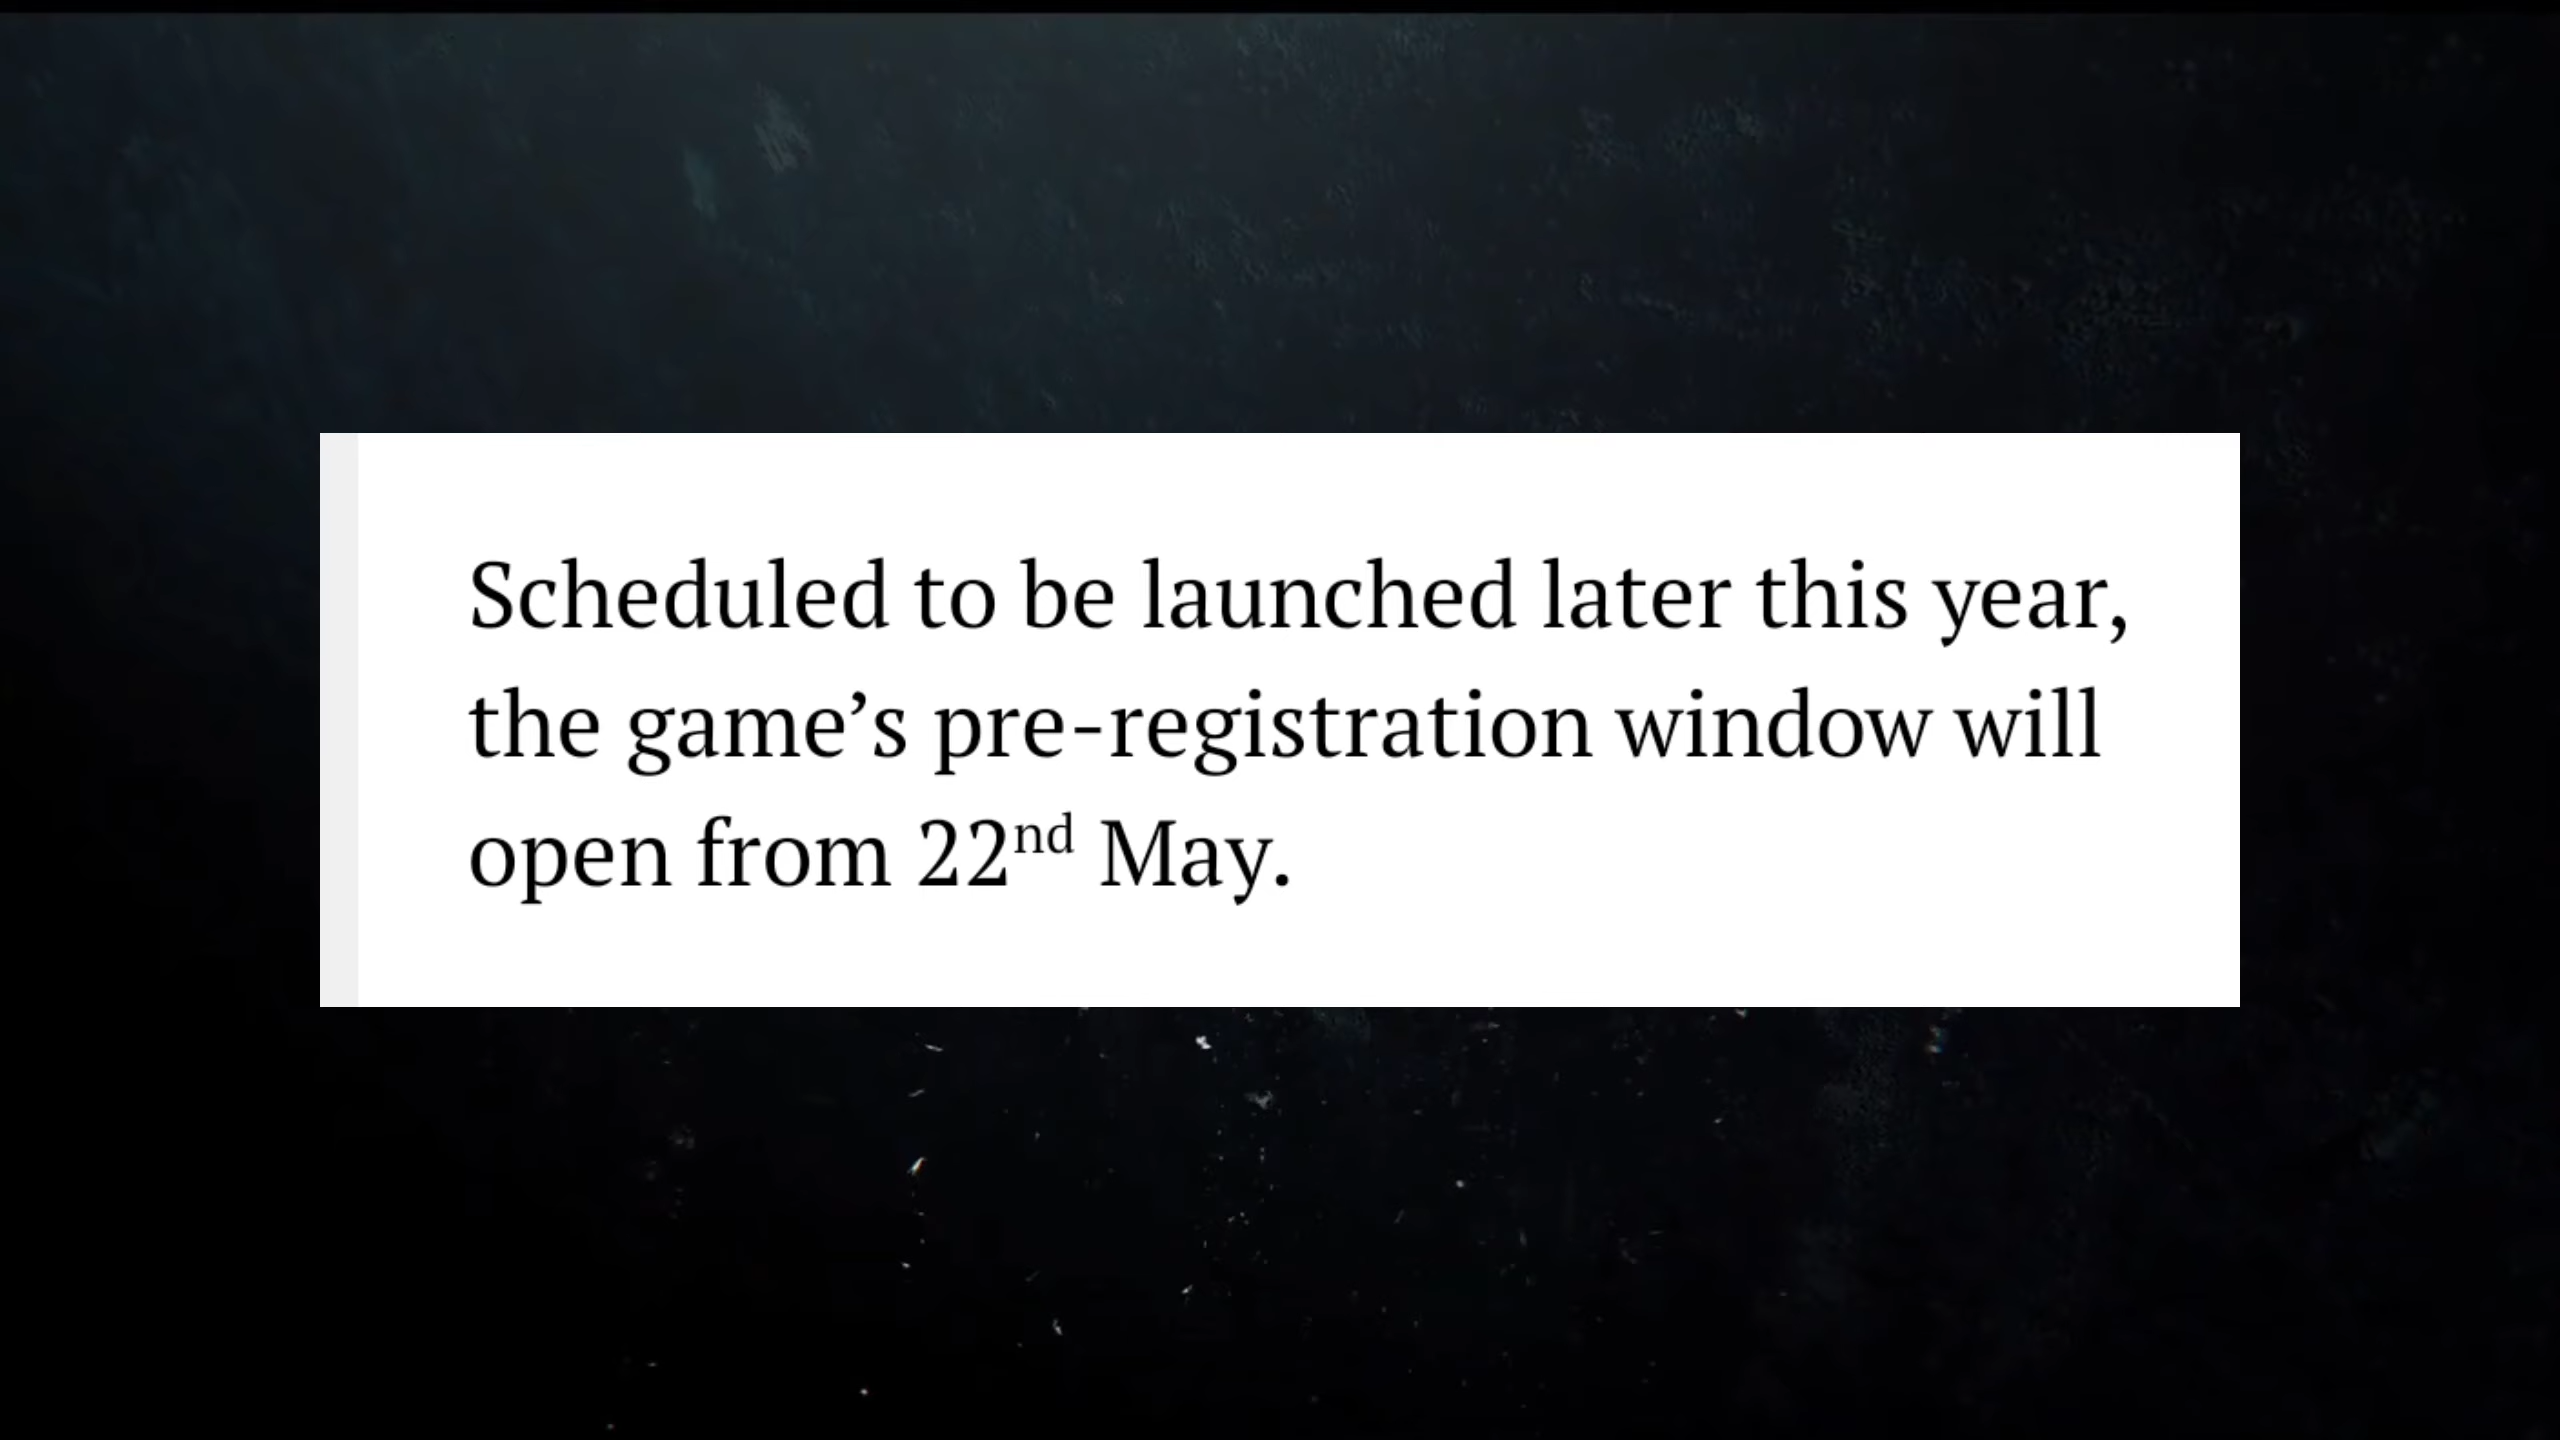 Scheduled to be launched later this year,
the game’s pre-registration window will
open from 22nd May.